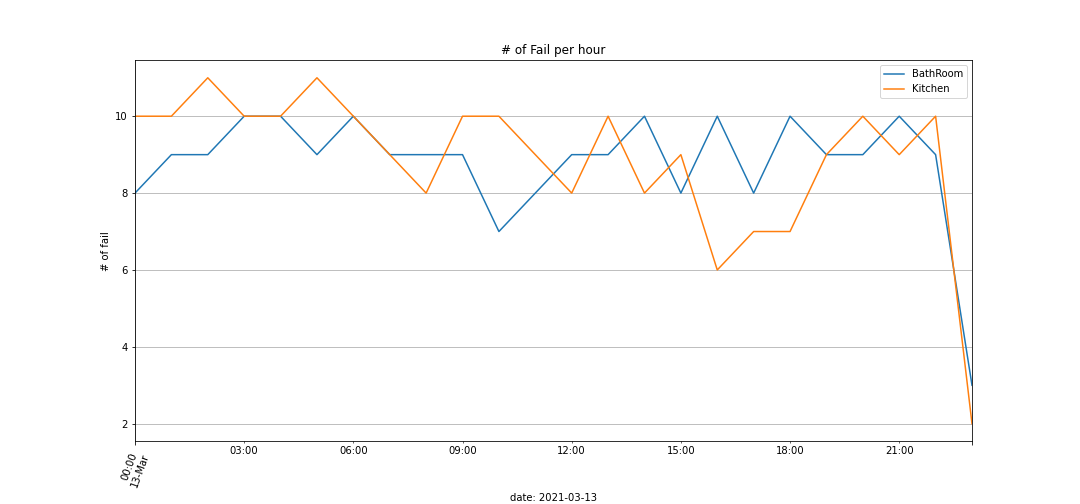 # of Fail per hour
BathRoom
Kitchen
10
8
6
4
2
# of fail
00:00
13-Mar
03:00
06:00
09:00
12:00
15:00
18:00
21:00
date: 2021-03-13